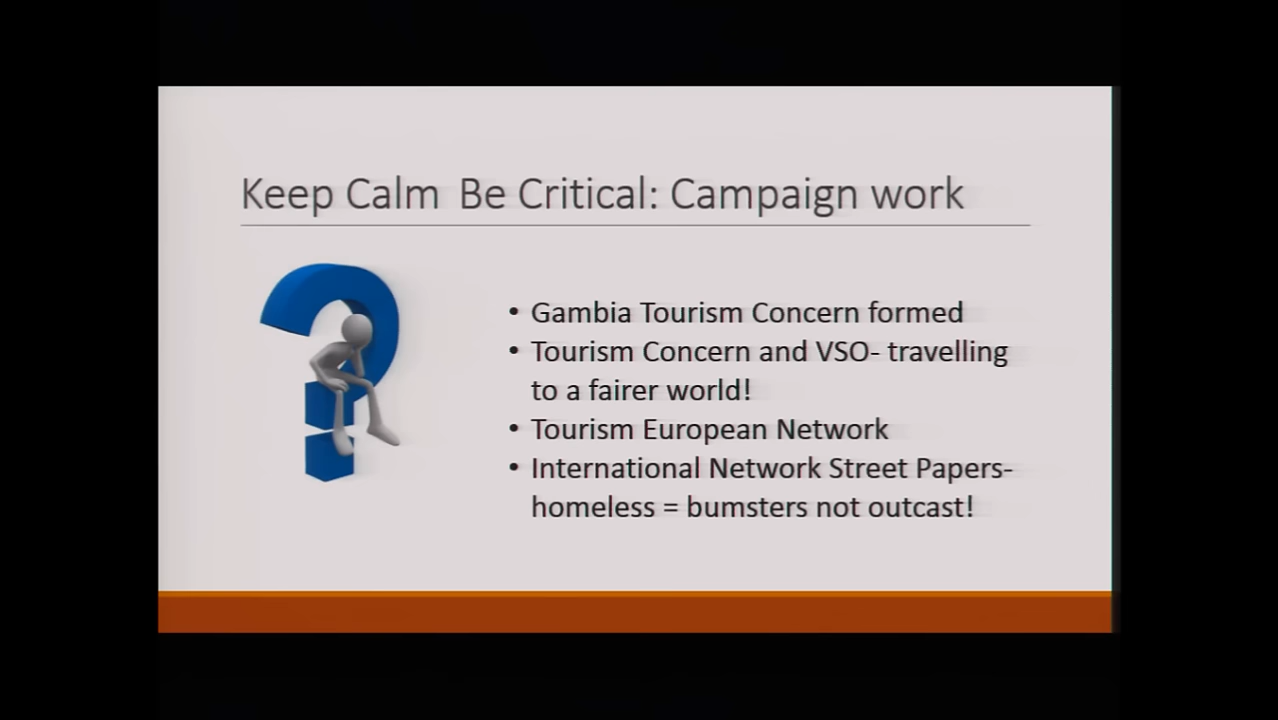 Keep Calm Be Critical: Campaign work
• Gambia Tourism Concern formed
• Tourism Concern and VSO- travelling
to a fairer world!
• Tourism European Network
• International Network Street Papers-
homeless = bumsters not outcast!